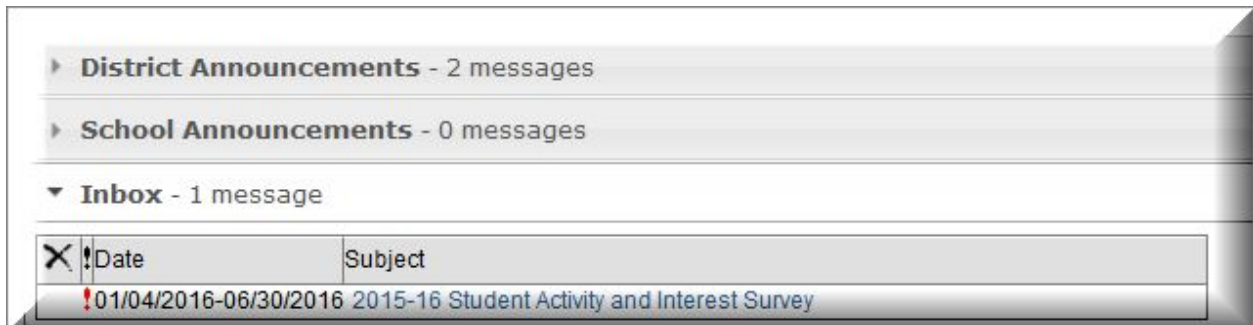 District Announcements - 2 messages
School Announcements - 0 messages
Inbox - 1 message
Date Subject
01/04/2016-06/30/2016 2015-16 Student Activity and Interest Survey